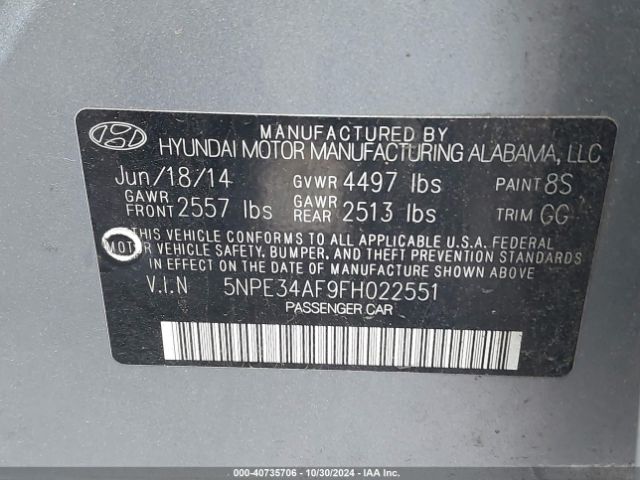 MANUFACTURED BY
HYUNDAI MOTOR MANUFACTURING ALABAMA, LLC
Jun/18/14 GVWR 4497 lbs PAINT 8S
GAWR FRONT 2557 lbs GAWR REAR 2513 lbs TRIM GG
THIS VEHICLE CONFORMS TO ALL APPLICABLE U.S.A. FEDERAL
MOTOR VEHICLE SAFETY, BUMPER, AND THEFT PREVENTION STANDARDS
IN EFFECT ON THE DATE OF MANUFACTURE SHOWN ABOVE
V.I.N 5NPE34AF9FH022551
PASSENGER CAR
000-40735706 - 10/30/2024 - IAA Inc.